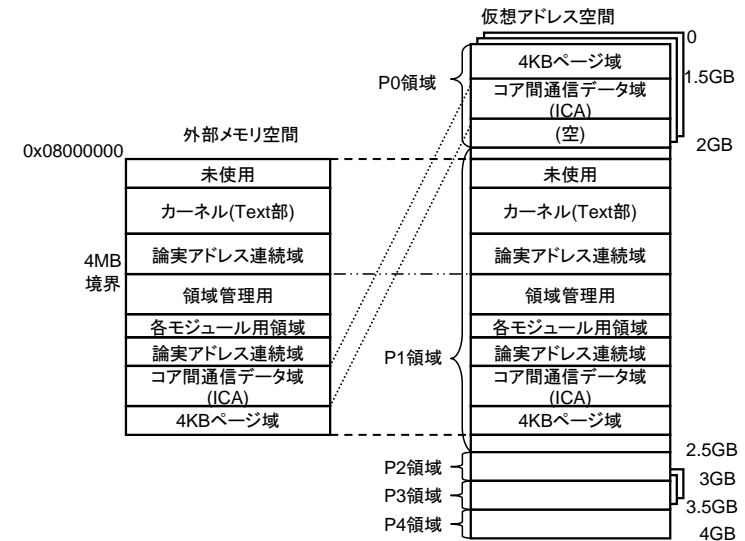 仮想アドレス空間
0
4KBページ域
P0領域
1.5GB
コア間通信データ域
(ICA)
(空)
2GB
外部メモリ空間
0x08000000
未使用
カーネル(Text部)
論実アドレス連続域
4MB
境界
領域管理用
各モジュール用領域
論実アドレス連続域
コア間通信データ域
(ICA)
4KBページ域
未使用
カーネル(Text部)
論実アドレス連続域
領域管理用
各モジュール用領域
論実アドレス連続域
P1領域
コア間通信データ域
(ICA)
4KBページ域
2.5GB
P2領域
3GB
P3領域
3.5GB
P4領域
4GB